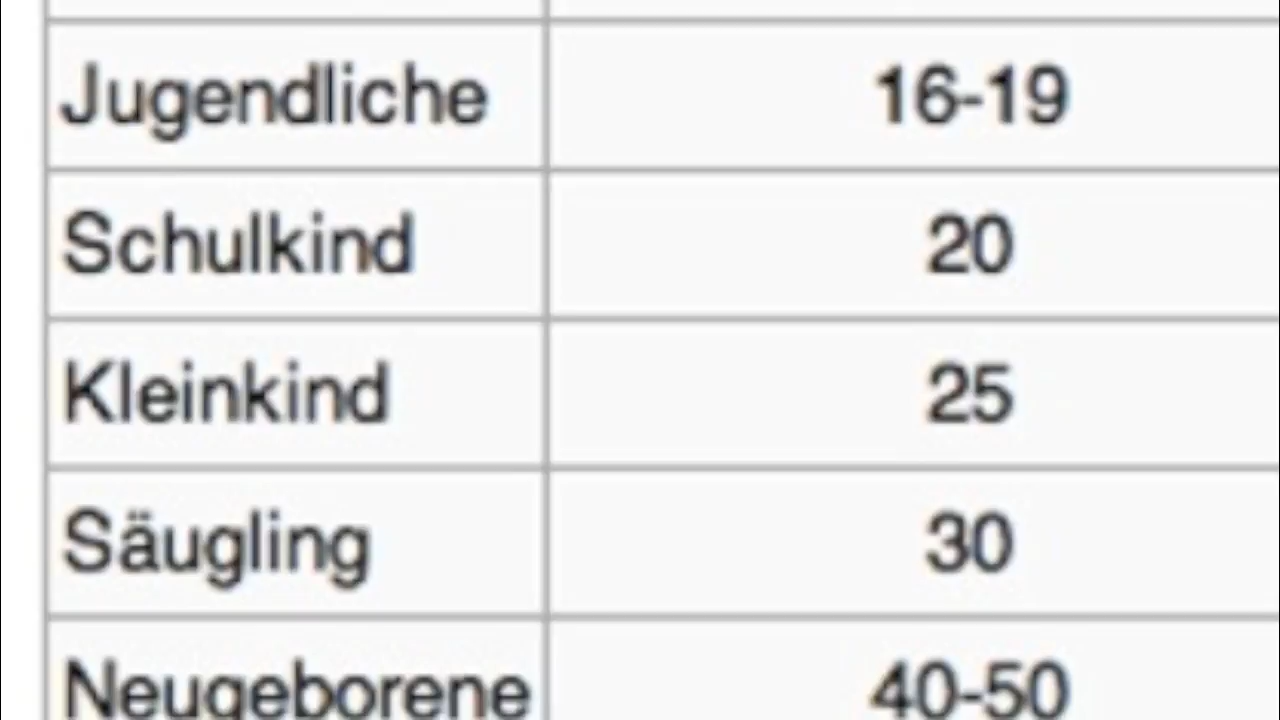 Jugendliche 16-19
Schulkind 20
Kleinkind 25
Säugling 30
Neugeborene 40-50